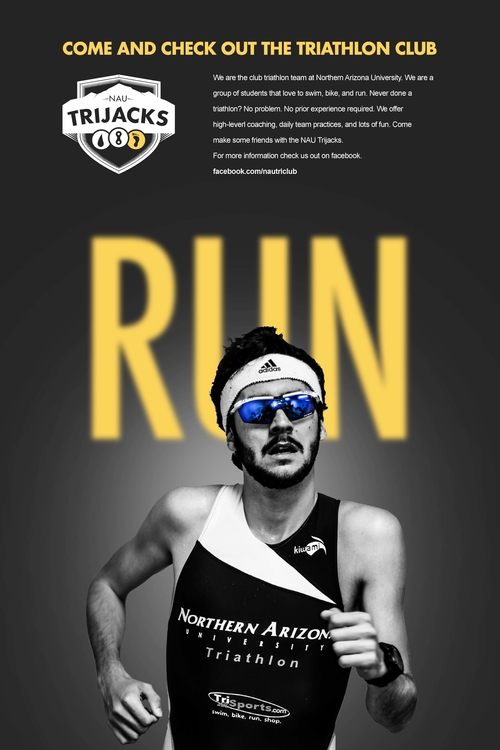 COME AND CHECK OUT THE TRIATHLON CLUB
NAU
TRIJACKS
We are the club triathlon team at Northern Arizona University. We are a
group of students that love to swim, bike, and run. Never done a
triathlon? No problem. No prior experience required. We offer
high-leverl coaching, daily team practices, and lots of fun. Come
make some friends with the NAU Trijacks.
For more information check us out on facebook.
facebook.com/nautriclub
RUN
adidas
kiwami
NORTHERN ARIZON
UNIVERSITY
Triathlon
TriSports.com
swim. bike. run. shop.